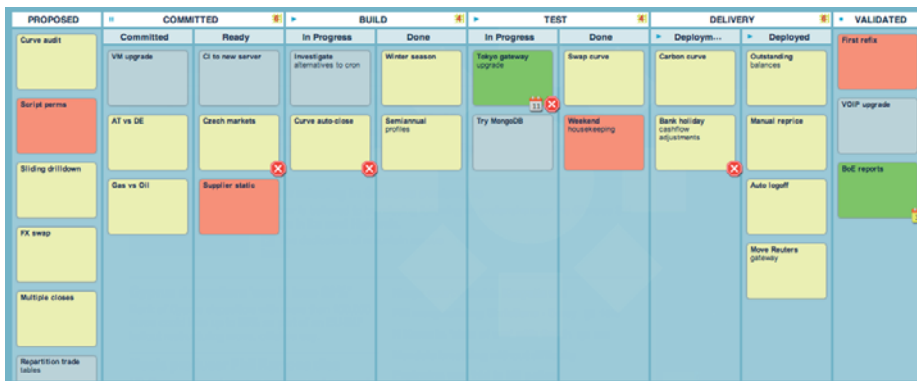 PROPOSED
COMMITTED
6
BUILD
4
TEST
4
DELIVERY
6
VALIDATED
Committed
Ready
In Progress
Done
In Progress
Done
Deploym...
Deployed
Curve audit
VM upgrade
CI to new server
Investigate
alternatives to cron
Winter season
Tokyo gateway
upgrade
Swap curve
Carbon curve
Outstanding
balances
First refix
11
Script perms
AT vs DE
Czech markets
Curve auto-close
Semiannual
profiles
Try MongoDB
Weekend
housekeeping
Bank holiday
cashflow
adjustments
Manual reprice
VOIP upgrade
Sliding drilldown
Gas vs Oil
Supplier static
Auto logoff
BoE reports
FX swap
Move Reuters
gateway
Multiple closes
Repartition trade
tables